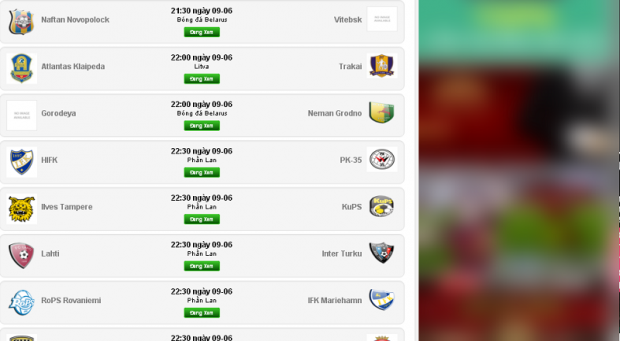 21:30 ngày 09-06
Naftan Novopolock
Bóng đá Belarus
Vitebsk
Đang Xem
22:00 ngày 09-06
Atlantas Klaipeda
Litva
Trakai
Đang Xem
22:00 ngày 09-06
Gorodeya
Bóng đá Belarus
Neman Grodno
Đang Xem
22:30 ngày 09-06
HIFK
Phần Lan
PK-35
Đang Xem
22:30 ngày 09-06
Ilves Tampere
Phần Lan
KuPS
Đang Xem
22:30 ngày 09-06
Lahti
Phần Lan
Inter Turku
Đang Xem
22:30 ngày 09-06
RoPS Rovaniemi
Phần Lan
IFK Mariehamn
Đang Xem
22:30 ngày 09-06